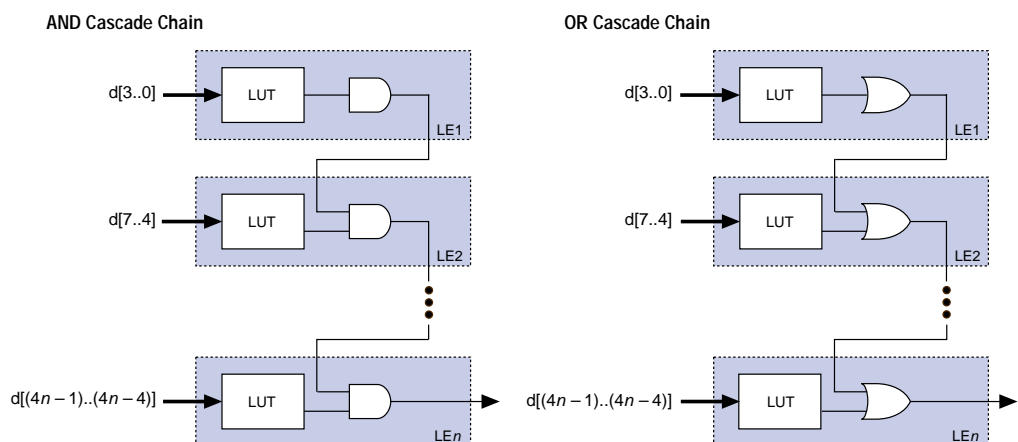 AND Cascade Chain
d[3..0]
LUT
LE1
d[7..4]
LUT
LE2
d[(4n – 1)..(4n – 4)]
LUT
LEn
OR Cascade Chain
d[3..0]
LUT
LE1
d[7..4]
LUT
LE2
d[(4n – 1)..(4n – 4)]
LUT
LEn